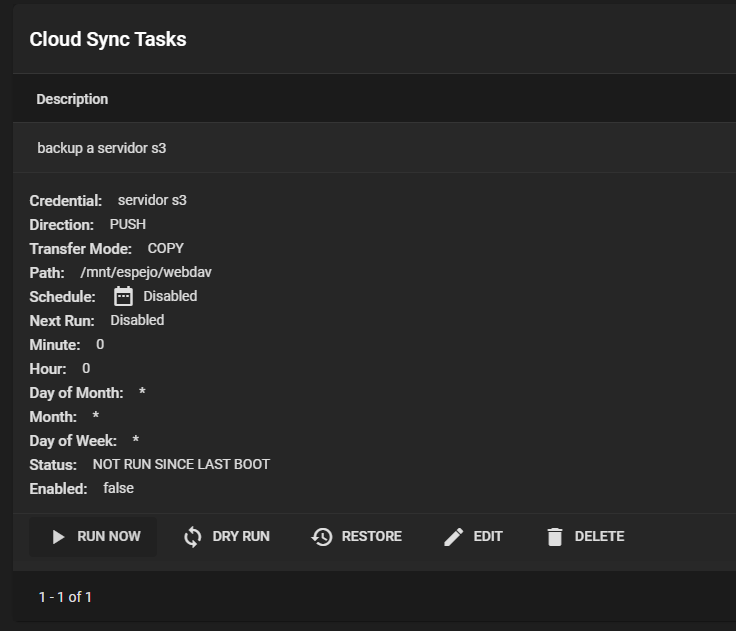 Cloud Sync Tasks
Description
backup a servidor s3
Credential: servidor s3
Direction: PUSH
Transfer Mode: COPY
Path: /mnt/espejo/webdav
Schedule: Disabled
Next Run: Disabled
Minute: 0
Hour: 0
Day of Month: *
Month: *
Day of Week: *
Status: NOT RUN SINCE LAST BOOT
Enabled: false
RUN NOW DRY RUN RESTORE EDIT DELETE
1 - 1 of 1